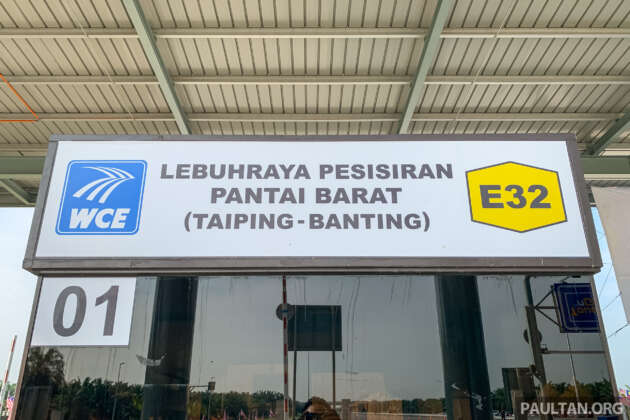 LEBUHRAYA PESISIRAN
PANTAI BARAT
(TAIPING-BANTING)
WCE
E32
01
PAULTAN.ORG